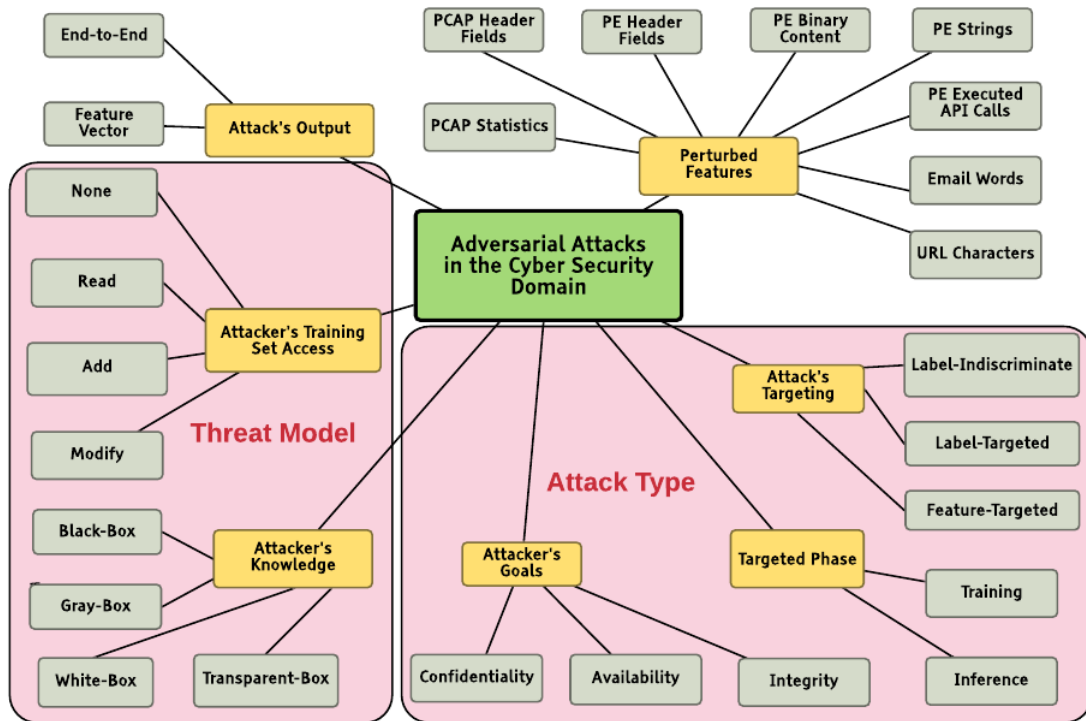 End-to-End
Feature
Vector
Attack's Output
PCAP Header
Fields
PE Header
Fields
PE Binary
Content
PE Strings
PCAP Statistics
PE Executed
API Calls
Perturbed
Features
Email Words
URL Characters
Adversarial Attacks
in the Cyber Security
Domain
None
Read
Attacker's Training
Set Access
Add
Modify
Threat Model
Black-Box
Attacker's
Knowledge
Gray-Box
White-Box
Transparent-Box
Attack's
Targeting
Label-Indiscriminate
Label-Targeted
Feature-Targeted
Attack Type
Attacker's
Goals
Targeted Phase
Training
Confidentiality
Availability
Integrity
Inference